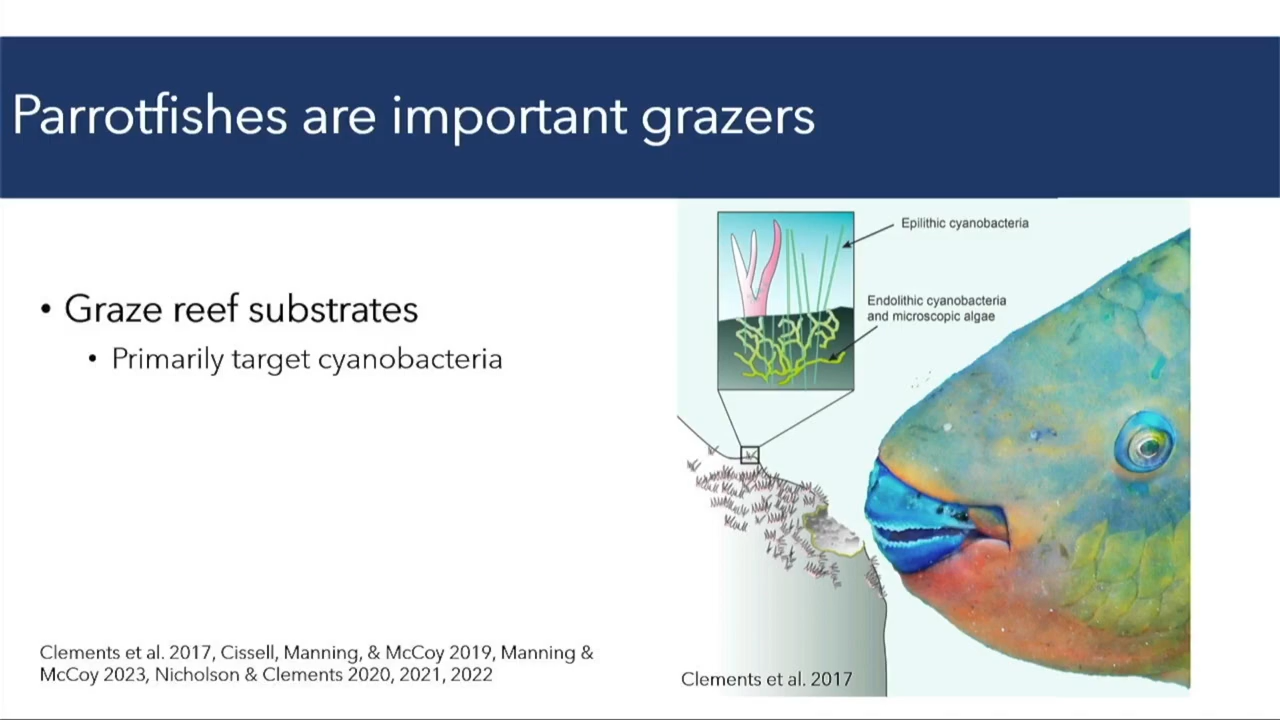 Parrotfishes are important grazers
• Graze reef substrates
• Primarily target cyanobacteria
Epilithic cyanobacteria
Endolithic cyanobacteria
and microscopic algae
Clements et al. 2017, Cissell, Manning, & McCoy 2019, Manning &
McCoy 2023, Nicholson & Clements 2020, 2021, 2022
Clements et al. 2017